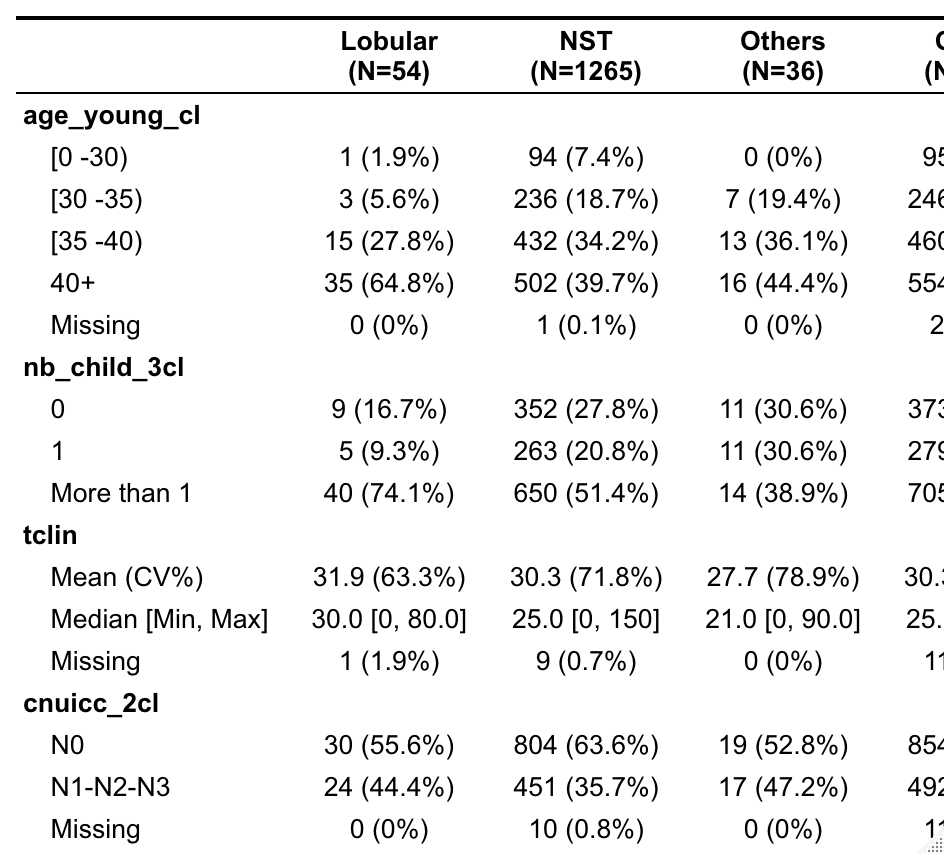 Lobular NST Others
(N=54) (N=1265) (N=36)
age_young_cl
[0 -30) 1 (1.9%) 94 (7.4%) 0 (0%) 95
[30 -35) 3 (5.6%) 236 (18.7%) 7 (19.4%) 246
[35 -40) 15 (27.8%) 432 (34.2%) 13 (36.1%) 460
40+ 35 (64.8%) 502 (39.7%) 16 (44.4%) 554
Missing 0 (0%) 1 (0.1%) 0 (0%) 2
nb_child_3cl
0 9 (16.7%) 352 (27.8%) 11 (30.6%) 373
1 5 (9.3%) 263 (20.8%) 11 (30.6%) 279
More than 1 40 (74.1%) 650 (51.4%) 14 (38.9%) 705
tclin
Mean (CV%) 31.9 (63.3%) 30.3 (71.8%) 27.7 (78.9%) 30.3
Median [Min, Max] 30.0 [0, 80.0] 25.0 [0, 150] 21.0 [0, 90.0] 25.
Missing 1 (1.9%) 9 (0.7%) 0 (0%) 11
cnuicc_2cl
N0 30 (55.6%) 804 (63.6%) 19 (52.8%) 854
N1-N2-N3 24 (44.4%) 451 (35.7%) 17 (47.2%) 492
Missing 0 (0%) 10 (0.8%) 0 (0%) 11